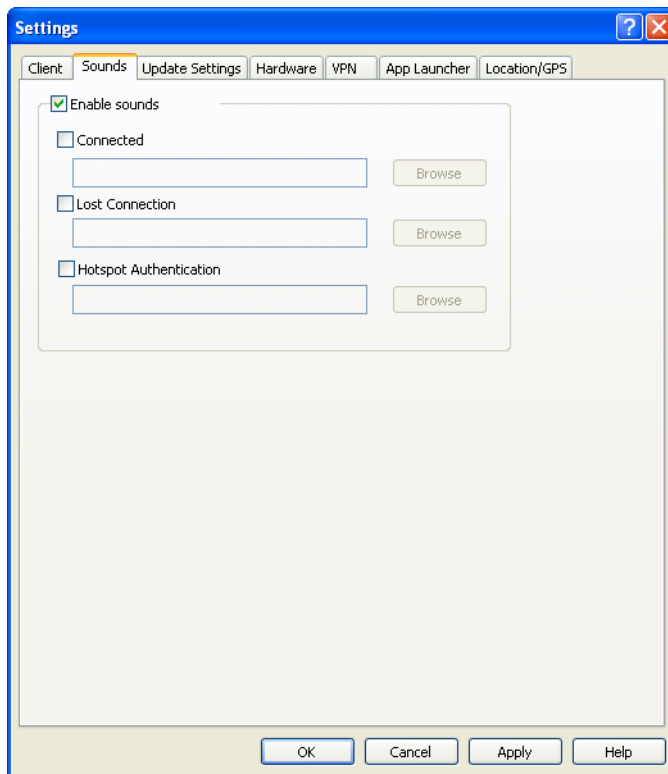 Settings
Client Sounds Update Settings Hardware VPN App Launcher Location/GPS
Enable sounds
Connected
Browse
Lost Connection
Browse
Hotspot Authentication
Browse
OK Cancel Apply Help